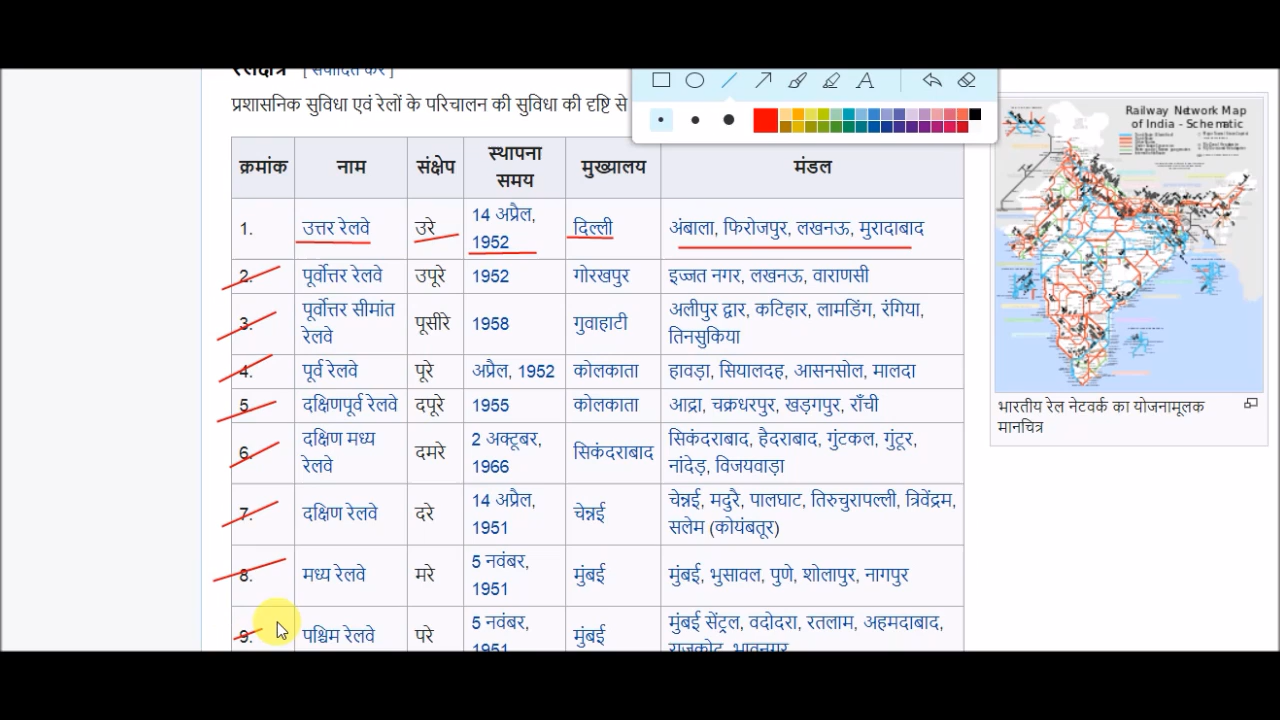 रेलक्षेत्र [ संपादित करें ]
प्रशासनिक सुविधा एवं रेलों के परिचालन की सुविधा की दृष्टि से
क्रमांक नाम संक्षेप स्थापना समय मुख्यालय मंडल
1. उत्तर रेलवे उरे 14 अप्रैल, 1952 दिल्ली अंबाला, फिरोजपुर, लखनऊ, मुरादाबाद
2. पूर्वोत्तर रेलवे उपूरे 1952 गोरखपुर इज्जत नगर, लखनऊ, वाराणसी
3. पूर्वोत्तर सीमांत रेलवे पूसीरे 1958 गुवाहाटी अलीपुर द्वार, कटिहार, लामडिंग, रंगिया, तिनसुकिया
4. पूर्व रेलवे पूरे अप्रैल, 1952 कोलकाता हावड़ा, सियालदह, आसनसोल, मालदा
5. दक्षिणपूर्व रेलवे दपूरे 1955 कोलकाता आद्रा, चक्रधरपुर, खड़गपुर, राँची
6. दक्षिण मध्य रेलवे दमरे 2 अक्टूबर, 1966 सिकंदराबाद सिकंदराबाद, हैदराबाद, गुंटकल, गुंटूर, नांदेड़, विजयवाड़ा
7. दक्षिण रेलवे दरे 14 अप्रैल, 1951 चेन्नई चेन्नई, मदुरै, पालघाट, तिरुचुरापल्ली, त्रिवेंद्रम, सलेम (कोयंबतूर)
8. मध्य रेलवे मरे 5 नवंबर, 1951 मुंबई मुंबई, भुसावल, पुणे, शोलापुर, नागपुर
9. पश्चिम रेलवे परे 5 नवंबर, 1951 मुंबई मुंबई सेंट्रल, वदोदरा, रतलाम, अहमदाबाद, राजकोट, भावनगर
Railway Network Map
of India - Schematic
भारतीय रेल नेटवर्क का योजनामूलक
मानचित्र